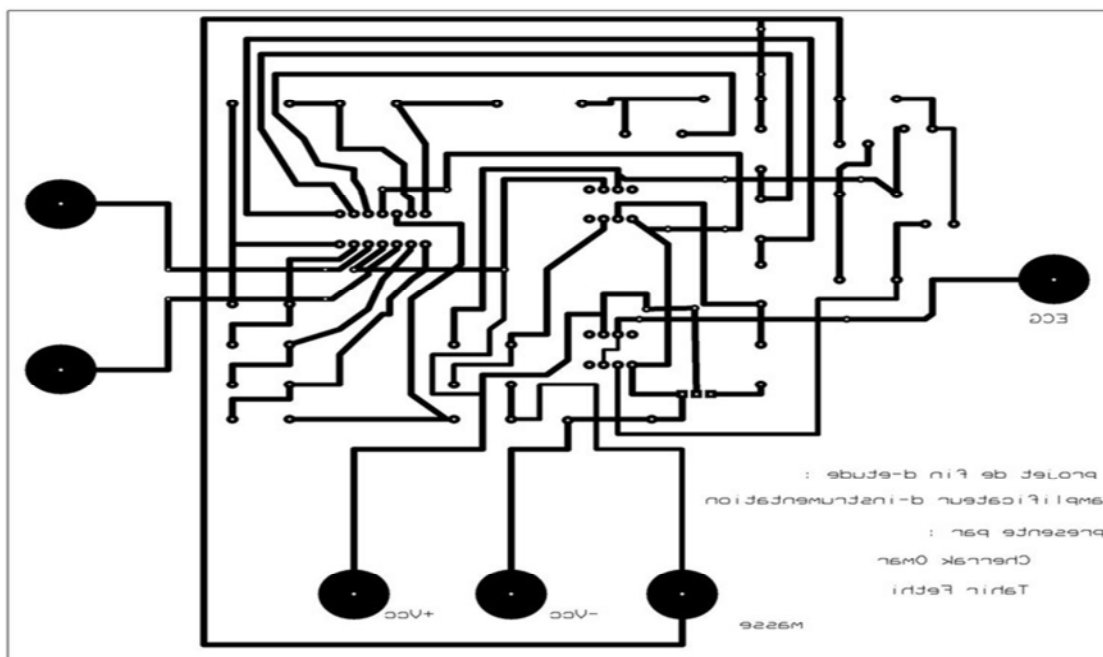 ECG
projet de fin d-etude :
amplificateur d-instrumentation
presente par :
Cherrak Omar
Tahir Fethi
+Vcc
-Vcc
masse